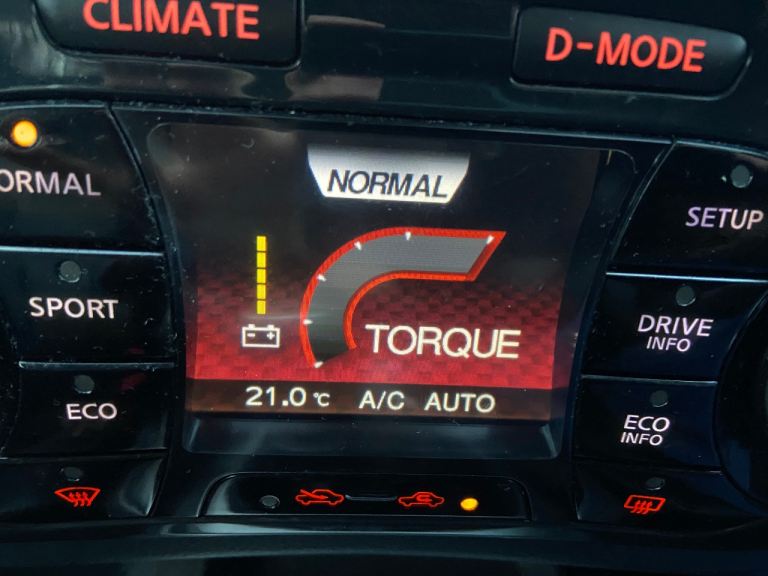 CLIMATE
D-MODE
ORMAL
NORMAL
SETUP
SPORT
DRIVE
INFO
TORQUE
21.0 °C A/C AUTO
ECO
ECO
INFO